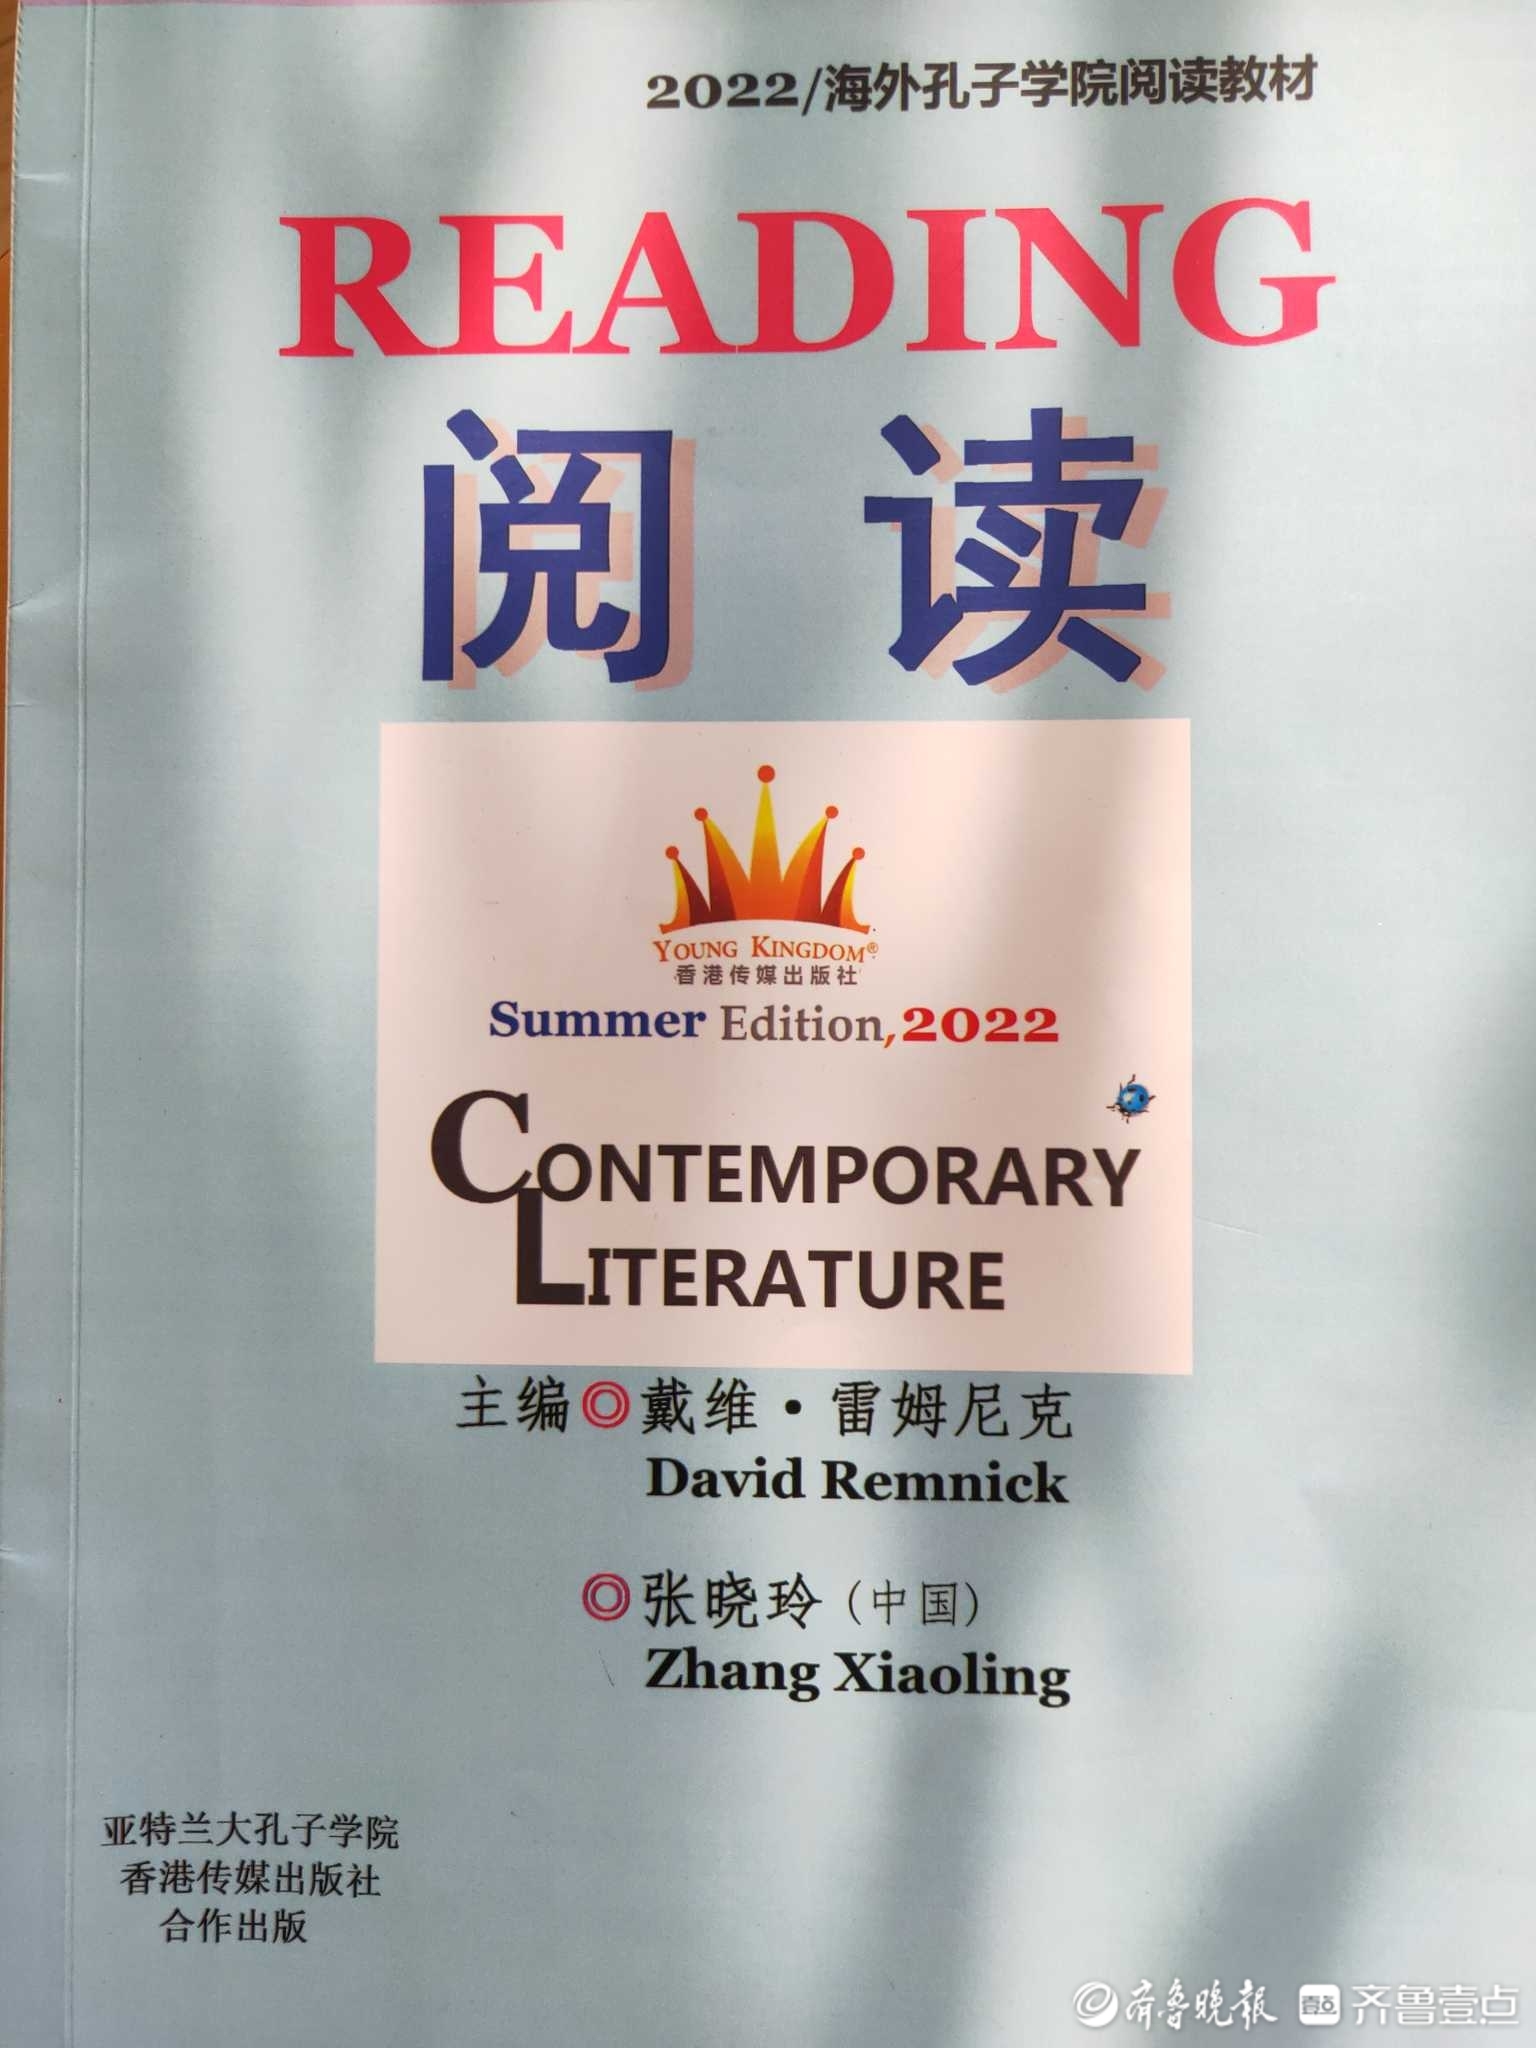 2022/海外孔子学院阅读教材
READING
阅读
YOUNG KINGDOM®
香港传媒出版社
Summer Edition,2022
CONTEMPORARY
LITERATURE
主编◎戴维·雷姆尼克
David Remnick
◎张晓玲（中国）
Zhang Xiaoling
亚特兰大孔子学院
香港传媒出版社
合作出版
齐鲁晚报 壹点 齐鲁壹点